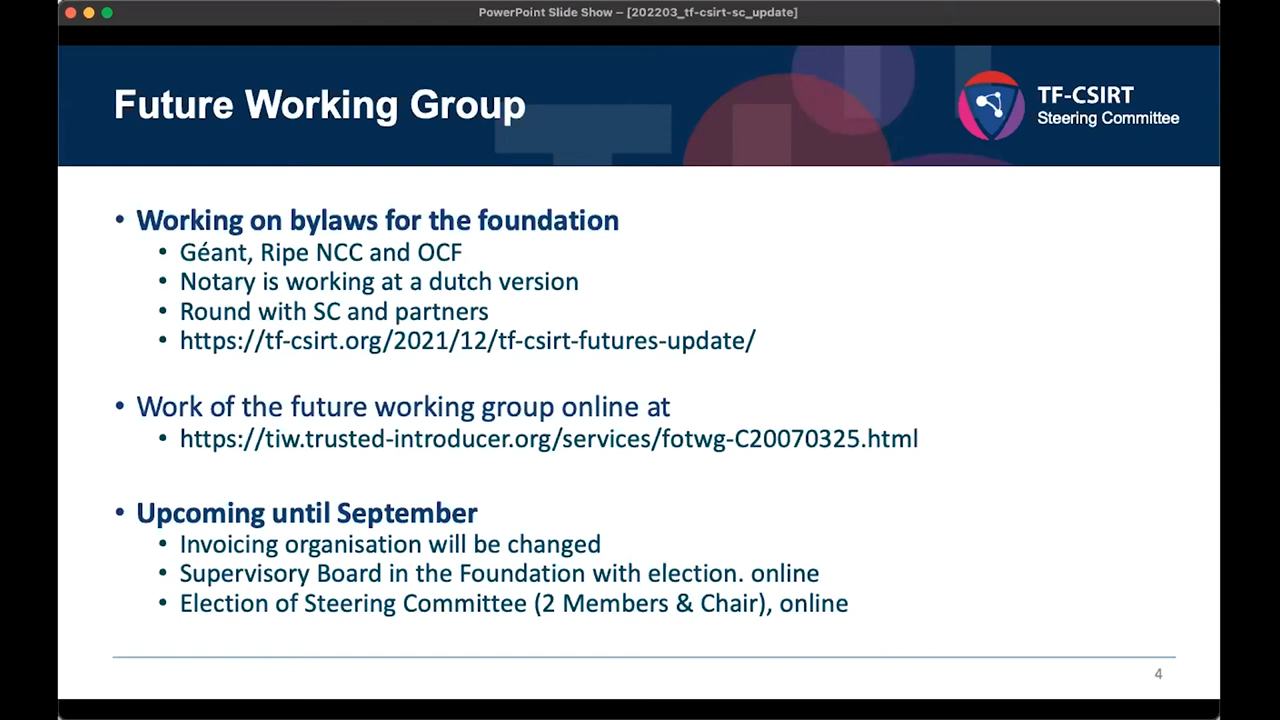 PowerPoint Slide Show – [202203_tf-csirt-sc_update]
Future Working Group
TF-CSIRT
Steering Committee
• Working on bylaws for the foundation
• Géant, Ripe NCC and OCF
• Notary is working at a dutch version
• Round with SC and partners
• https://tf-csirt.org/2021/12/tf-csirt-futures-update/
• Work of the future working group online at
• https://tiw.trusted-introducer.org/services/fotwg-C20070325.html
• Upcoming until September
• Invoicing organisation will be changed
• Supervisory Board in the Foundation with election. online
• Election of Steering Committee (2 Members & Chair), online
4